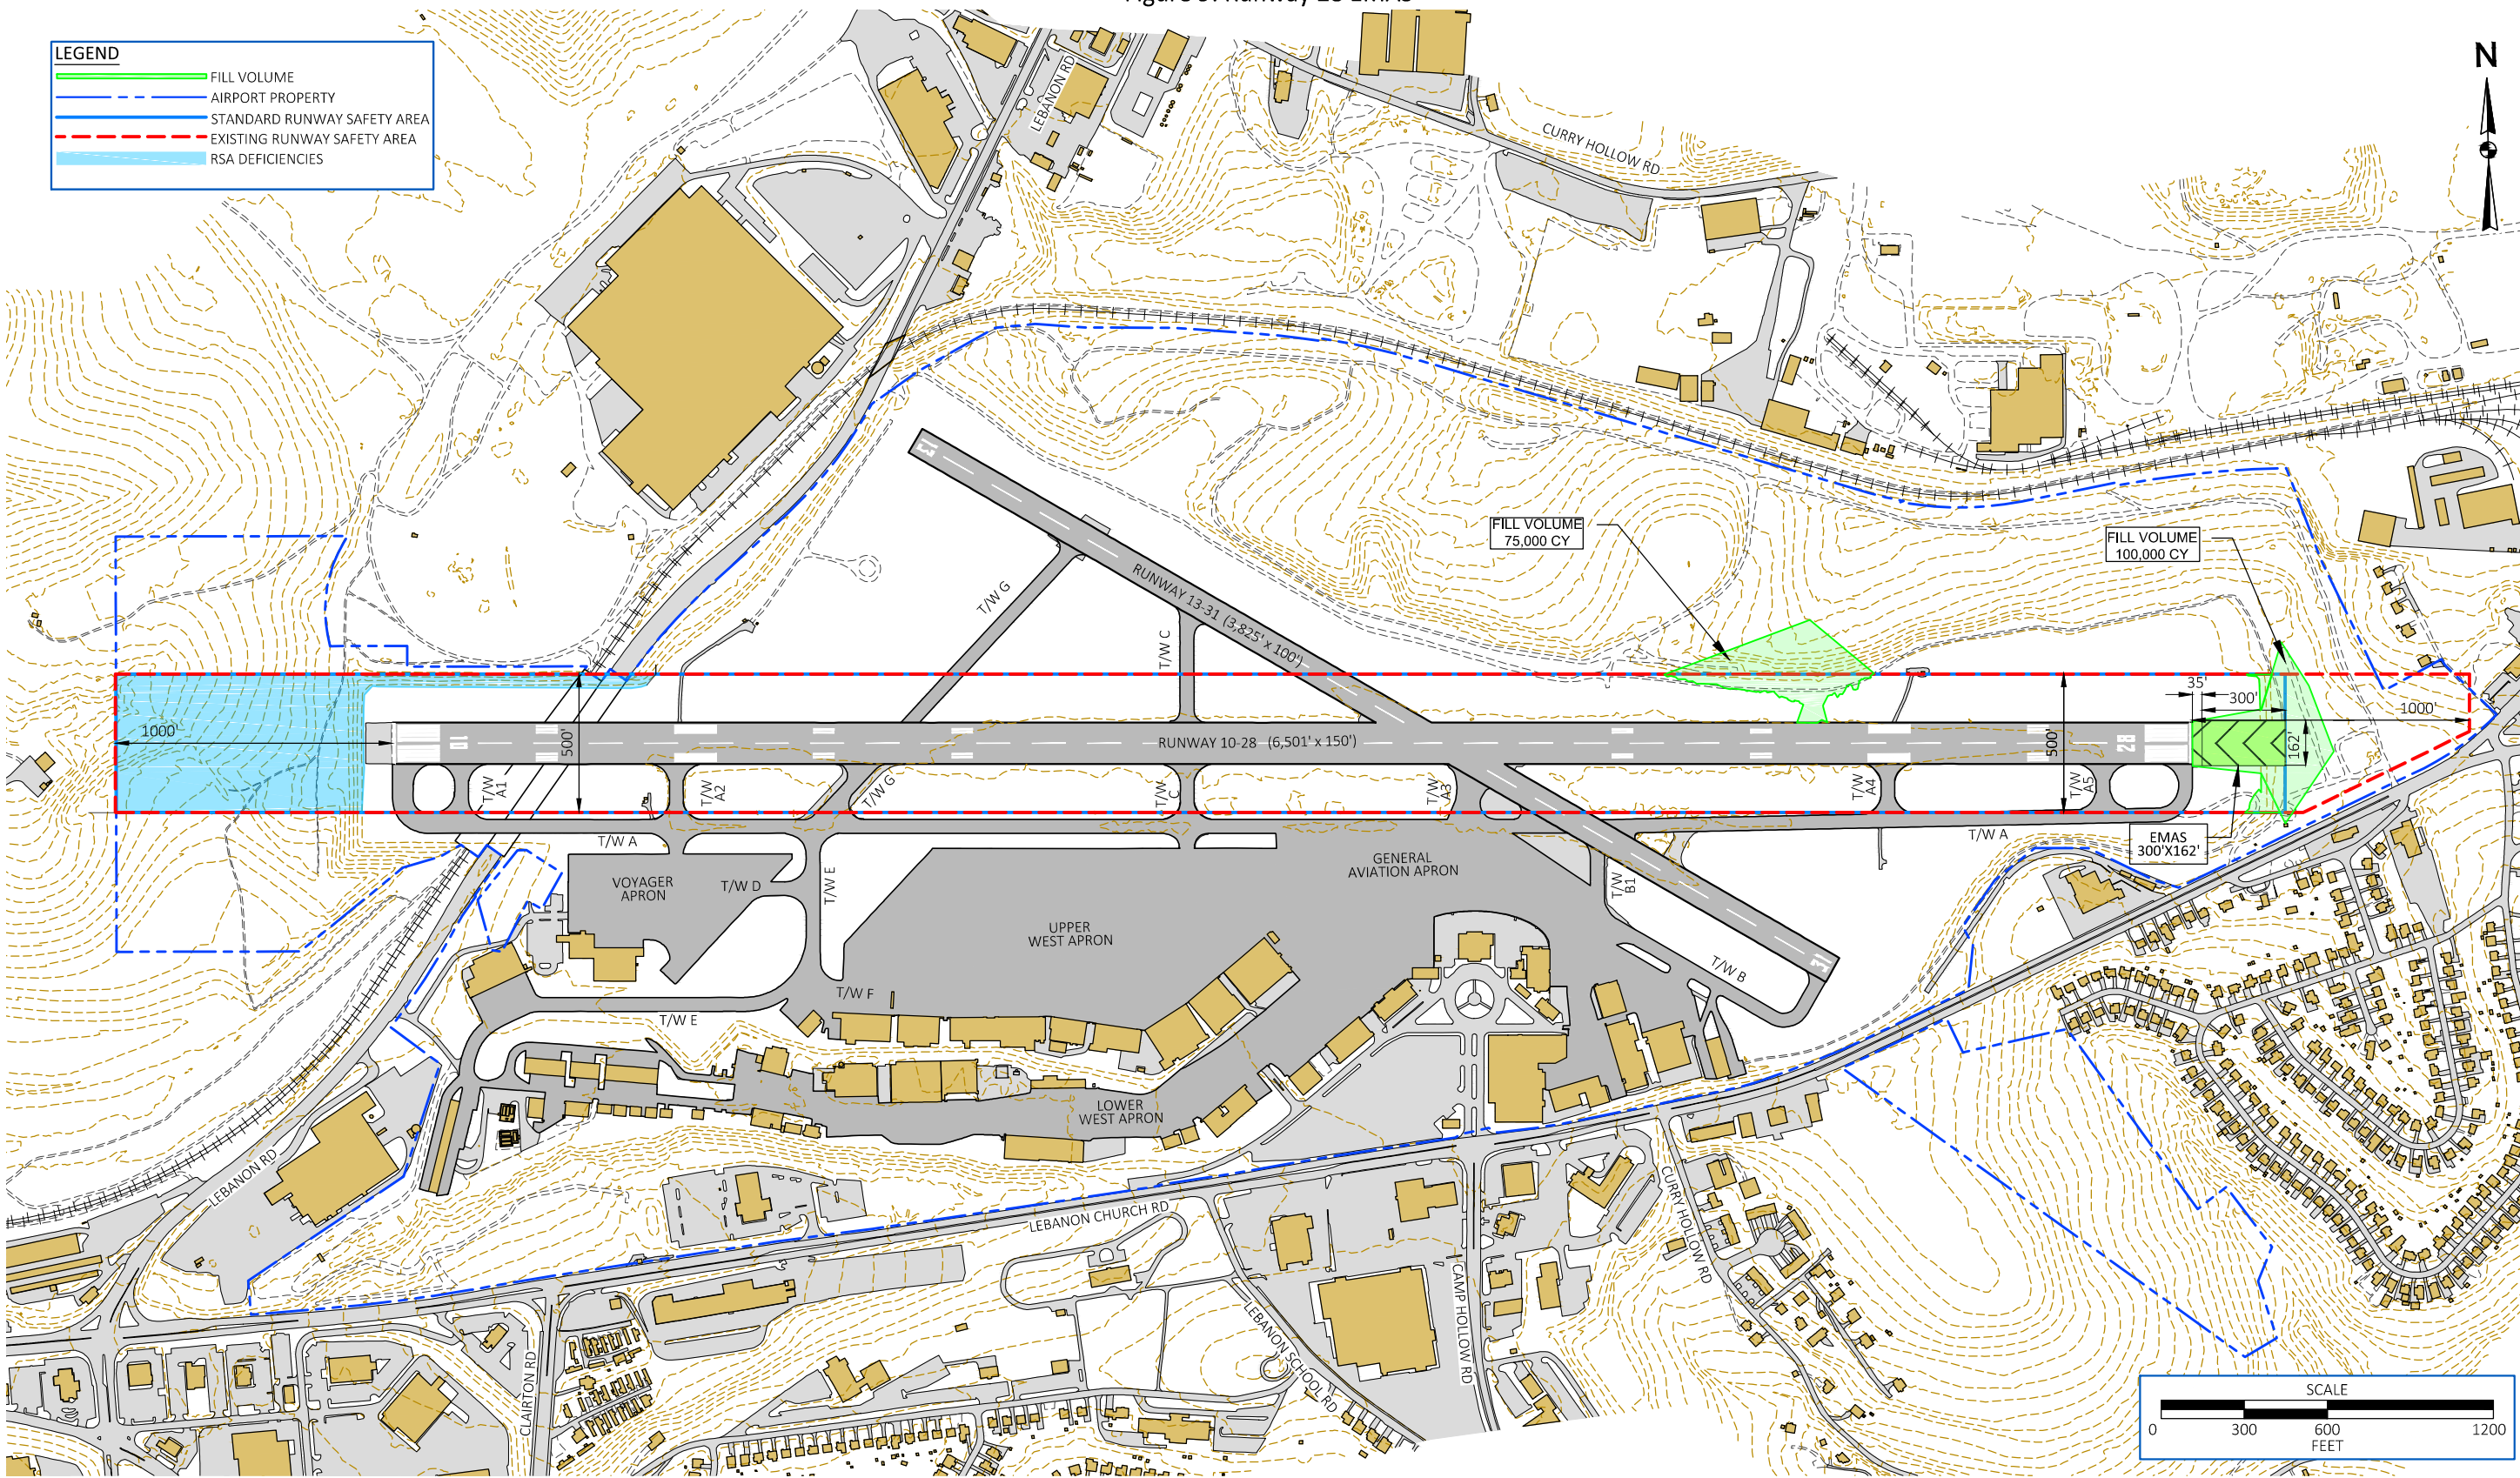 LEGEND
FILL VOLUME
AIRPORT PROPERTY
STANDARD RUNWAY SAFETY AREA
EXISTING RUNWAY SAFETY AREA
RSA DEFICIENCIES
N
LEBANON RD
CURRY HOLLOW RD
FILL VOLUME
75,000 CY
FILL VOLUME
100,000 CY
13
RUNWAY 13-31 (3,825' x 100')
T/W G
T/W C
35'
300'
1000'
1000'
500'
10
RUNWAY 10-28 (6,501' x 150')
500'
28
162'
T/W
A1
T/W
A2
T/W G
T/W
C
T/W
A3
T/W
A4
T/W
A5
T/W A
T/W A
EMAS
300'X162'
VOYAGER
APRON
T/W D
T/W E
GENERAL
AVIATION APRON
T/W
B1
UPPER
WEST APRON
T/W B
31
T/W F
T/W E
LOWER
WEST APRON
LEBANON RD
LEBANON CHURCH RD
CURRY HOLLOW RD
CAMP HOLLOW RD
LEBANON SCHOOL RD
CLAIRTON RD
SCALE
0
300
600
1200
FEET